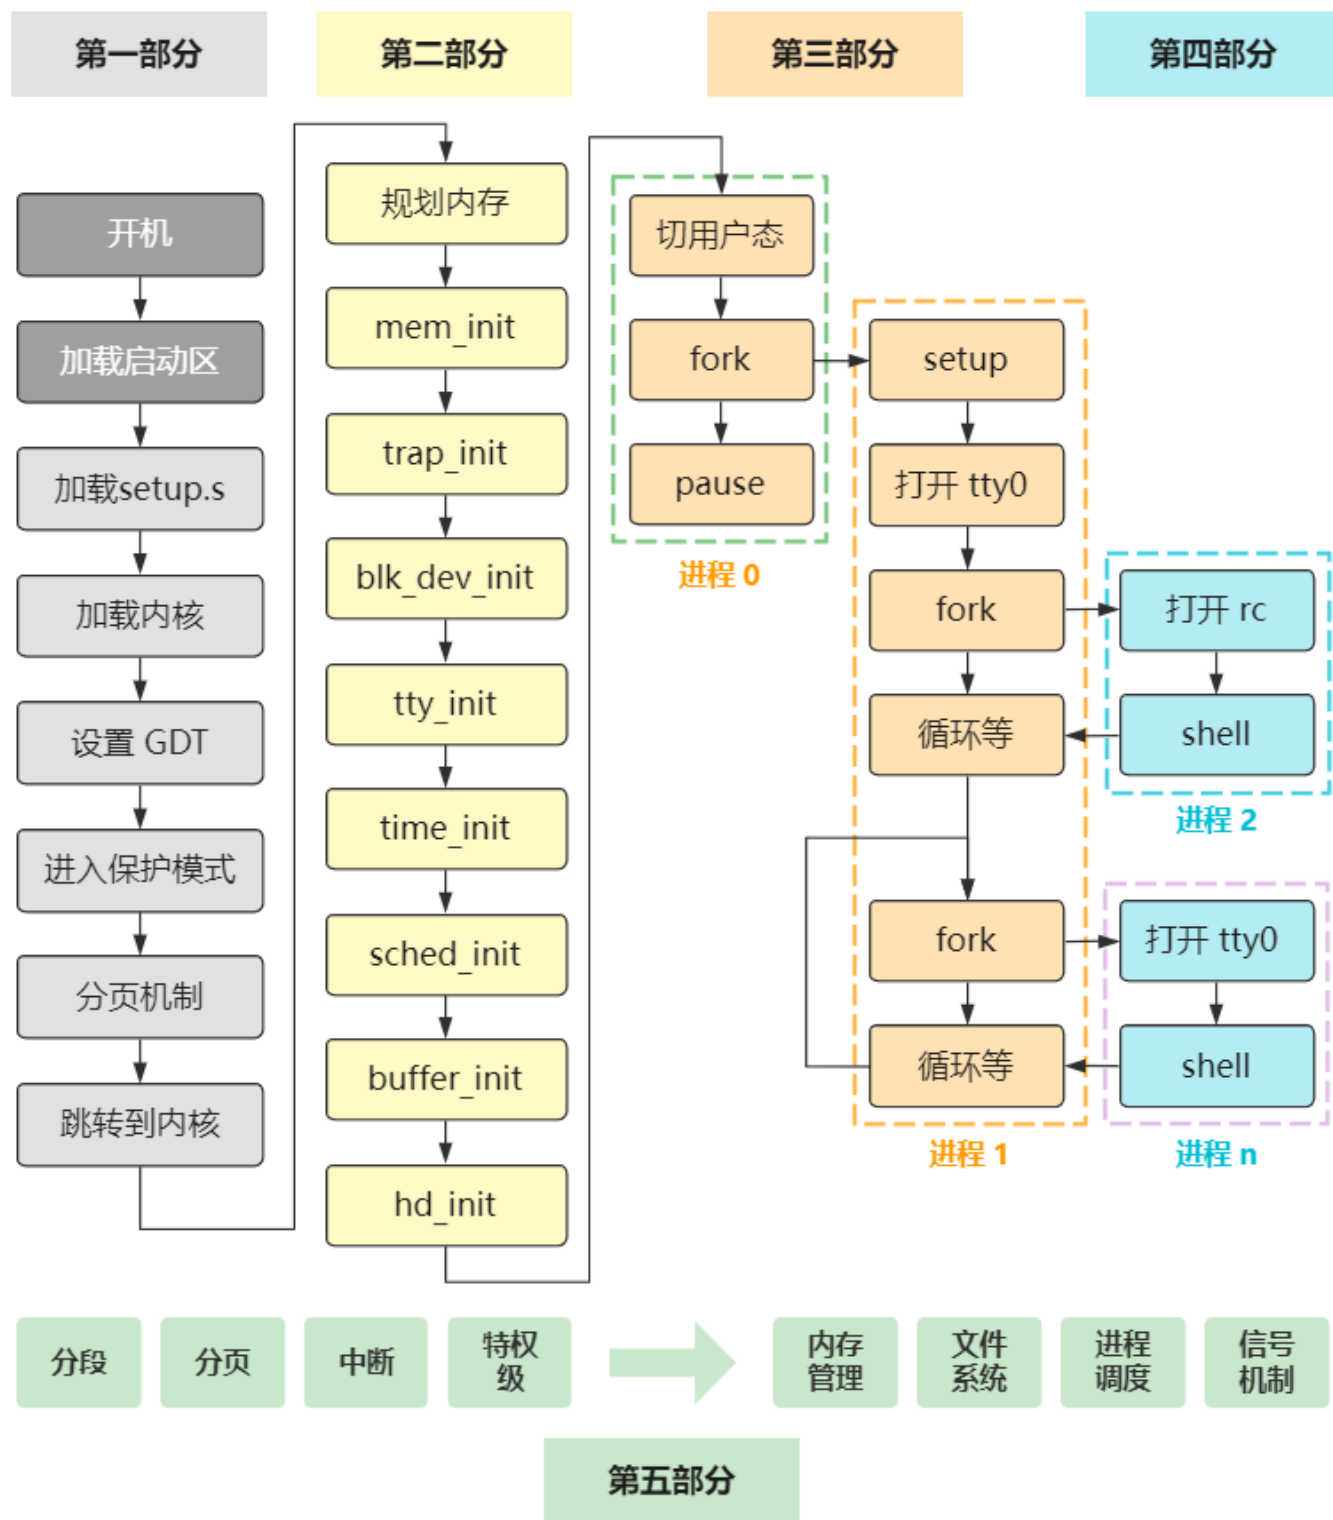 第一部分
第二部分
第三部分
第四部分
开机
加载启动区
加载setup.s
加载内核
设置 GDT
进入保护模式
分页机制
跳转到内核
规划内存
mem_init
trap_init
blk_dev_init
tty_init
time_init
sched_init
buffer_init
hd_init
切用户态
fork
pause
进程 0
setup
打开 tty0
fork
循环等
fork
循环等
进程 1
打开 rc
shell
进程 2
打开 tty0
shell
进程 n
分段
分页
中断
特权
级
内存
管理
文件
系统
进程
调度
信号
机制
第五部分